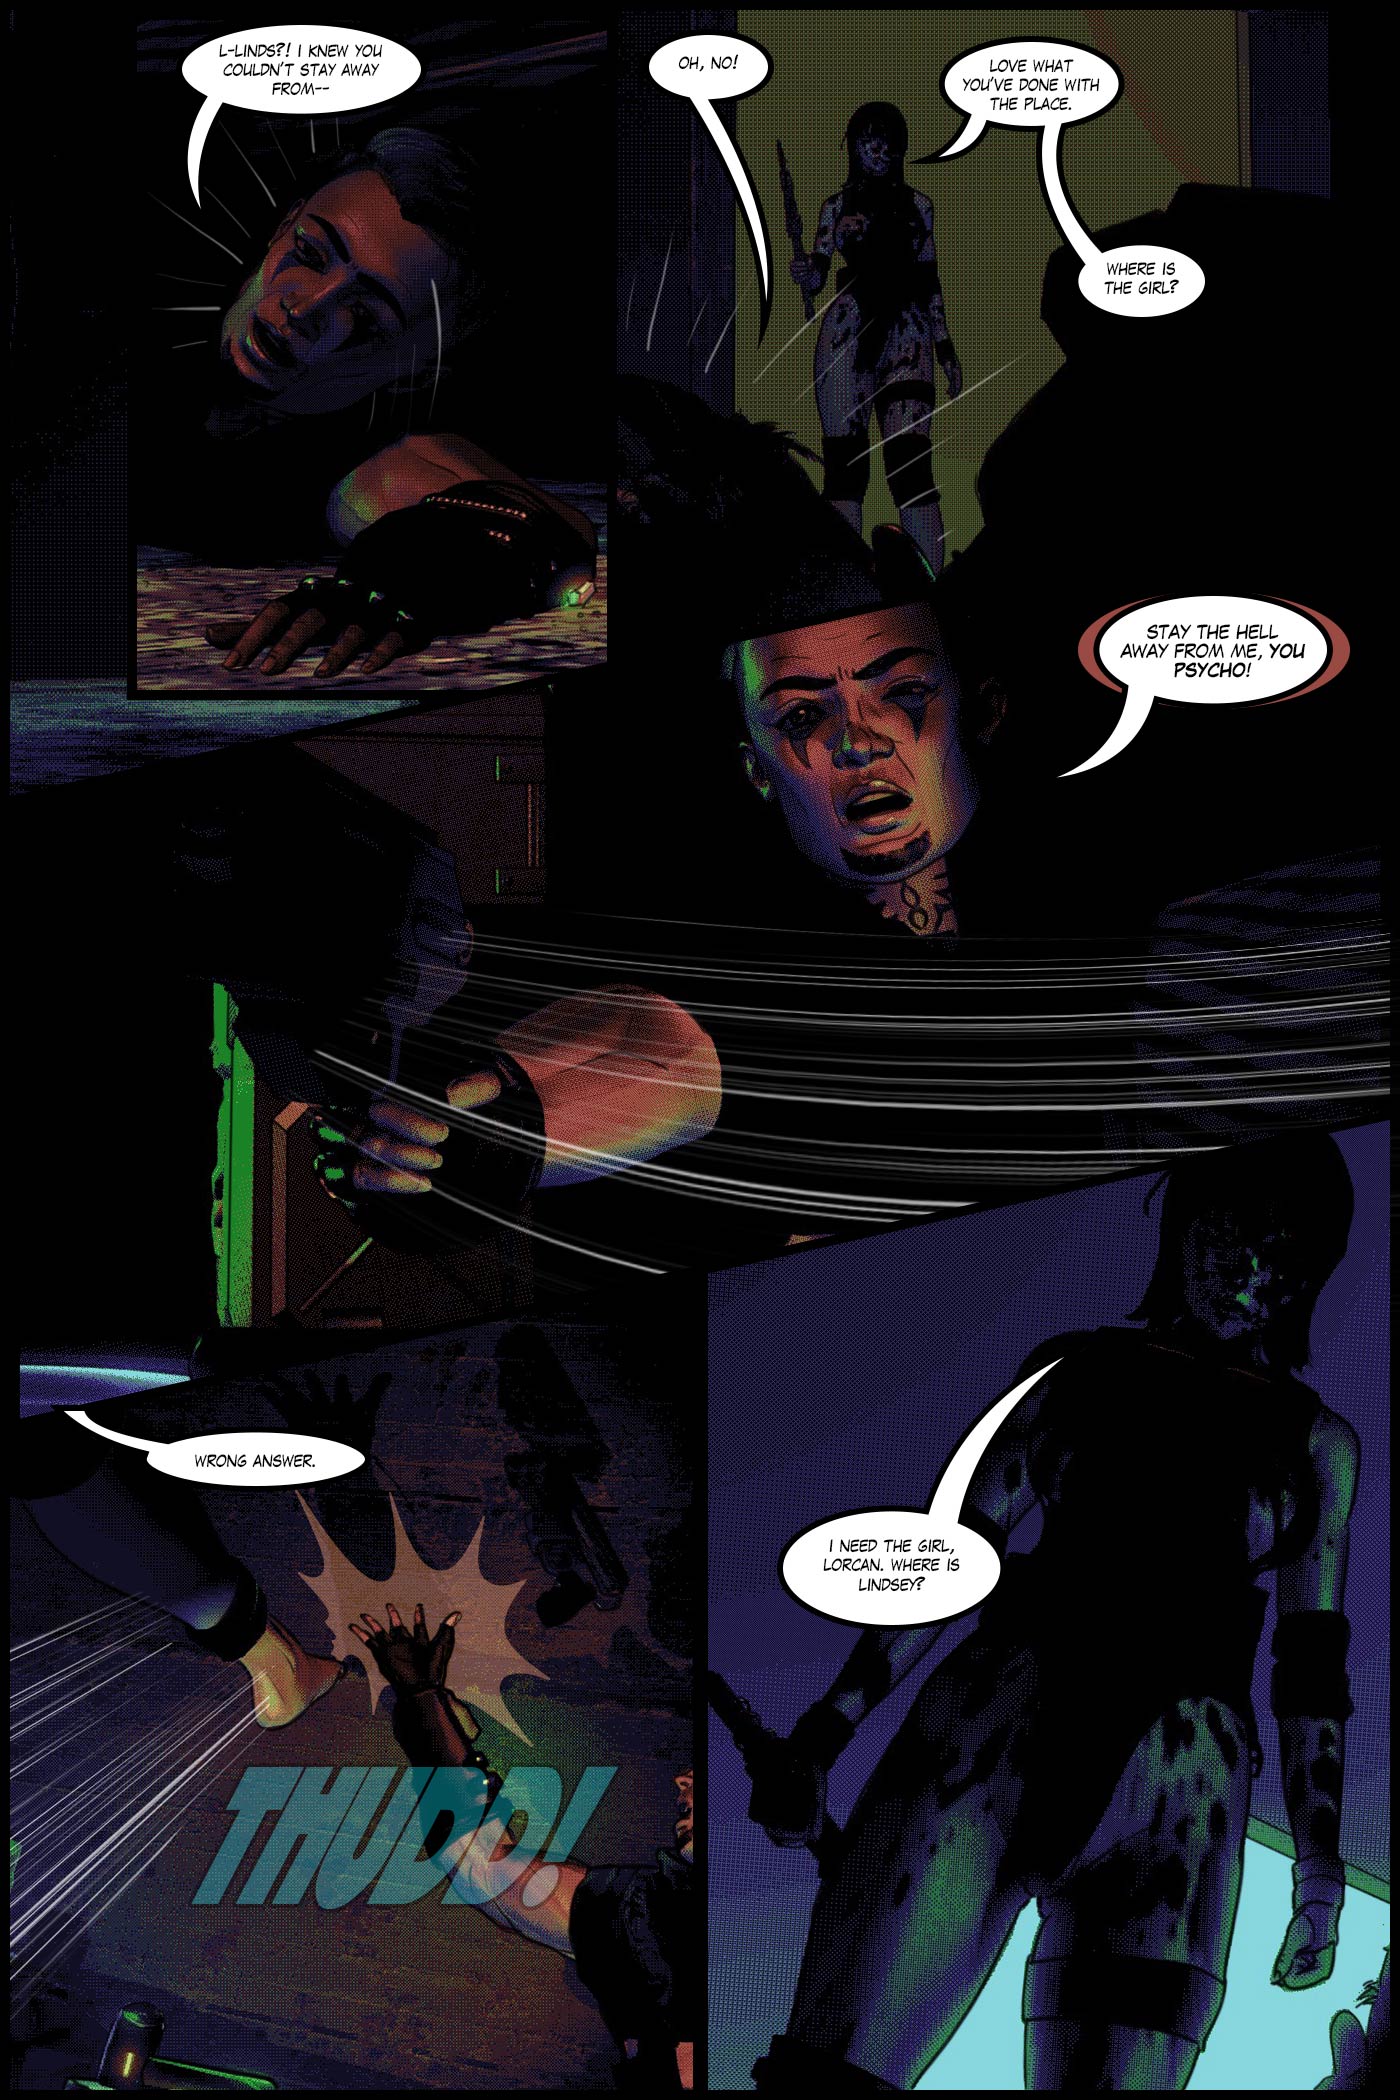 L-LINDS?! I KNEW YOU
COULDN'T STAY AWAY
FROM--
OH, NO!
LOVE WHAT
YOU'VE DONE WITH
THE PLACE.
WHERE IS
THE GIRL?
STAY THE HELL
AWAY FROM ME, YOU
PSYCHO!
WRONG ANSWER.
THUDD!
I NEED THE GIRL,
LORCAN. WHERE IS
LINDSEY?